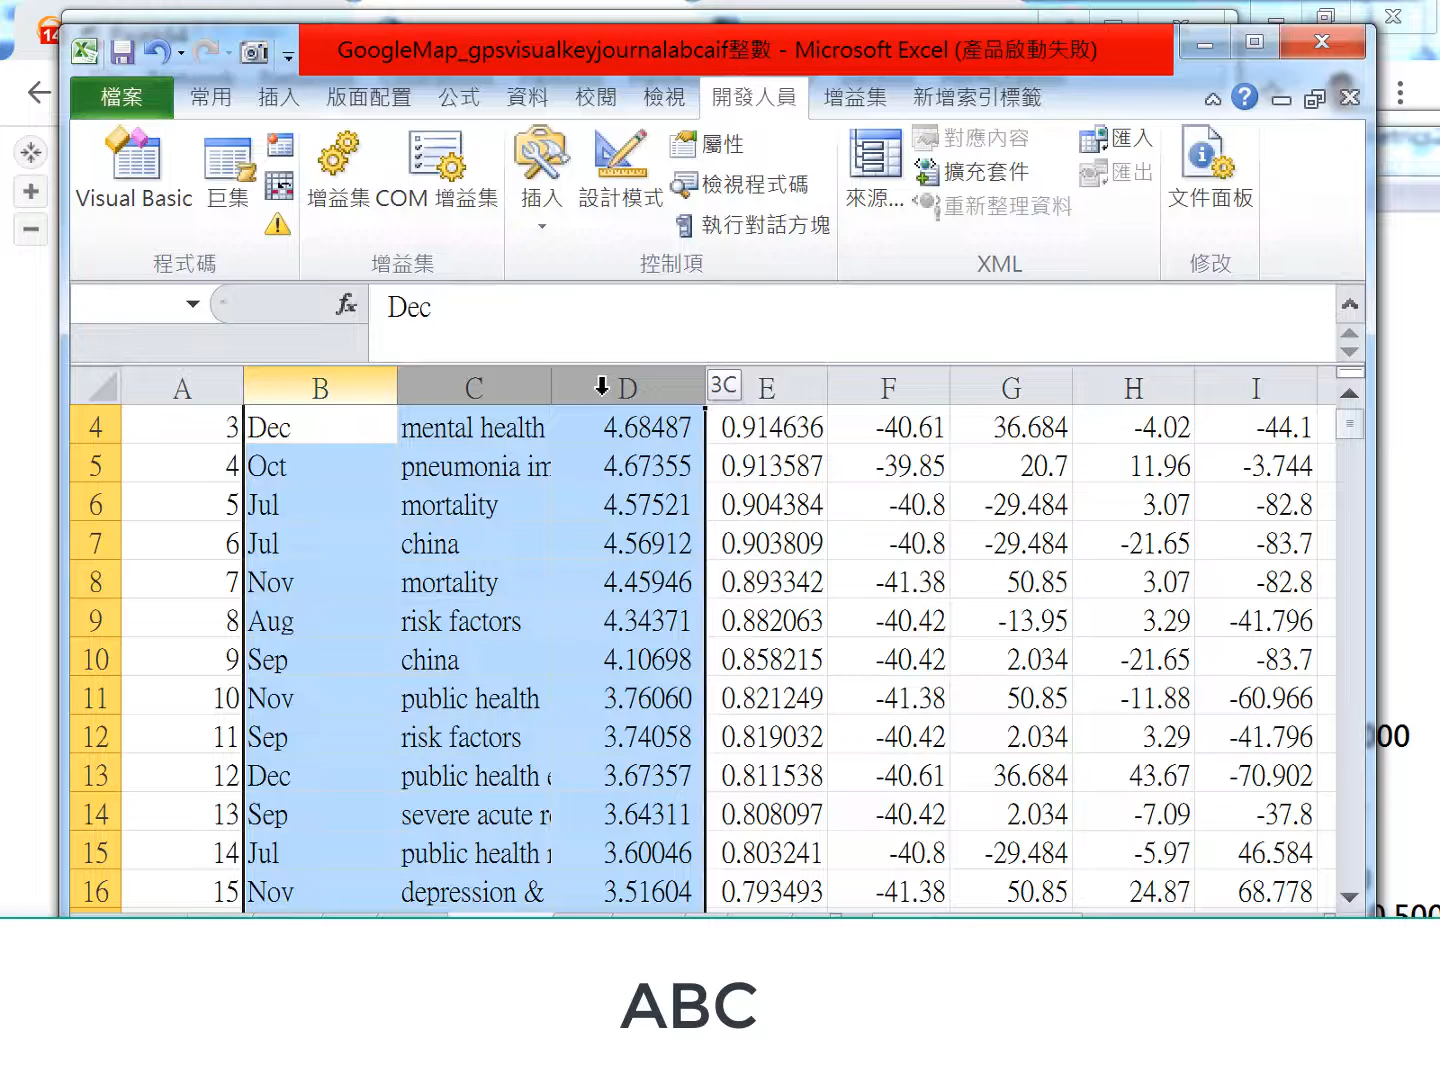 14
GoogleMap_gpsvisualkeyjournalabcaif整數 - Microsoft Excel (產品啟動失敗)
檔案 常用 插入 版面配置 公式 資料 校閱 檢視 開發人員 增益集 新增索引標籤
Visual Basic 巨集 增益集 COM 增益集 插入 設計模式 屬性 檢視程式碼 執行對話方塊 來源... 對應內容 擴充套件 重新整理資料 匯入 匯出 文件面板
程式碼 增益集 控制項 XML 修改
fx Dec
A B C D 3C E F G H I
4 3 Dec mental health 4.68487 0.914636 -40.61 36.684 -4.02 -44.1
5 4 Oct pneumonia im 4.67355 0.913587 -39.85 20.7 11.96 -3.744
6 5 Jul mortality 4.57521 0.904384 -40.8 -29.484 3.07 -82.8
7 6 Jul china 4.56912 0.903809 -40.8 -29.484 -21.65 -83.7
8 7 Nov mortality 4.45946 0.893342 -41.38 50.85 3.07 -82.8
9 8 Aug risk factors 4.34371 0.882063 -40.42 -13.95 3.29 -41.796
10 9 Sep china 4.10698 0.858215 -40.42 2.034 -21.65 -83.7
11 10 Nov public health 3.76060 0.821249 -41.38 50.85 -11.88 -60.966
12 11 Sep risk factors 3.74058 0.819032 -40.42 2.034 3.29 -41.796
13 12 Dec public health e 3.67357 0.811538 -40.61 36.684 43.67 -70.902
14 13 Sep severe acute re 3.64311 0.808097 -40.42 2.034 -7.09 -37.8
15 14 Jul public health r 3.60046 0.803241 -40.8 -29.484 -5.97 46.584
16 15 Nov depression & 3.51604 0.793493 -41.38 50.85 24.87 68.778
ABC